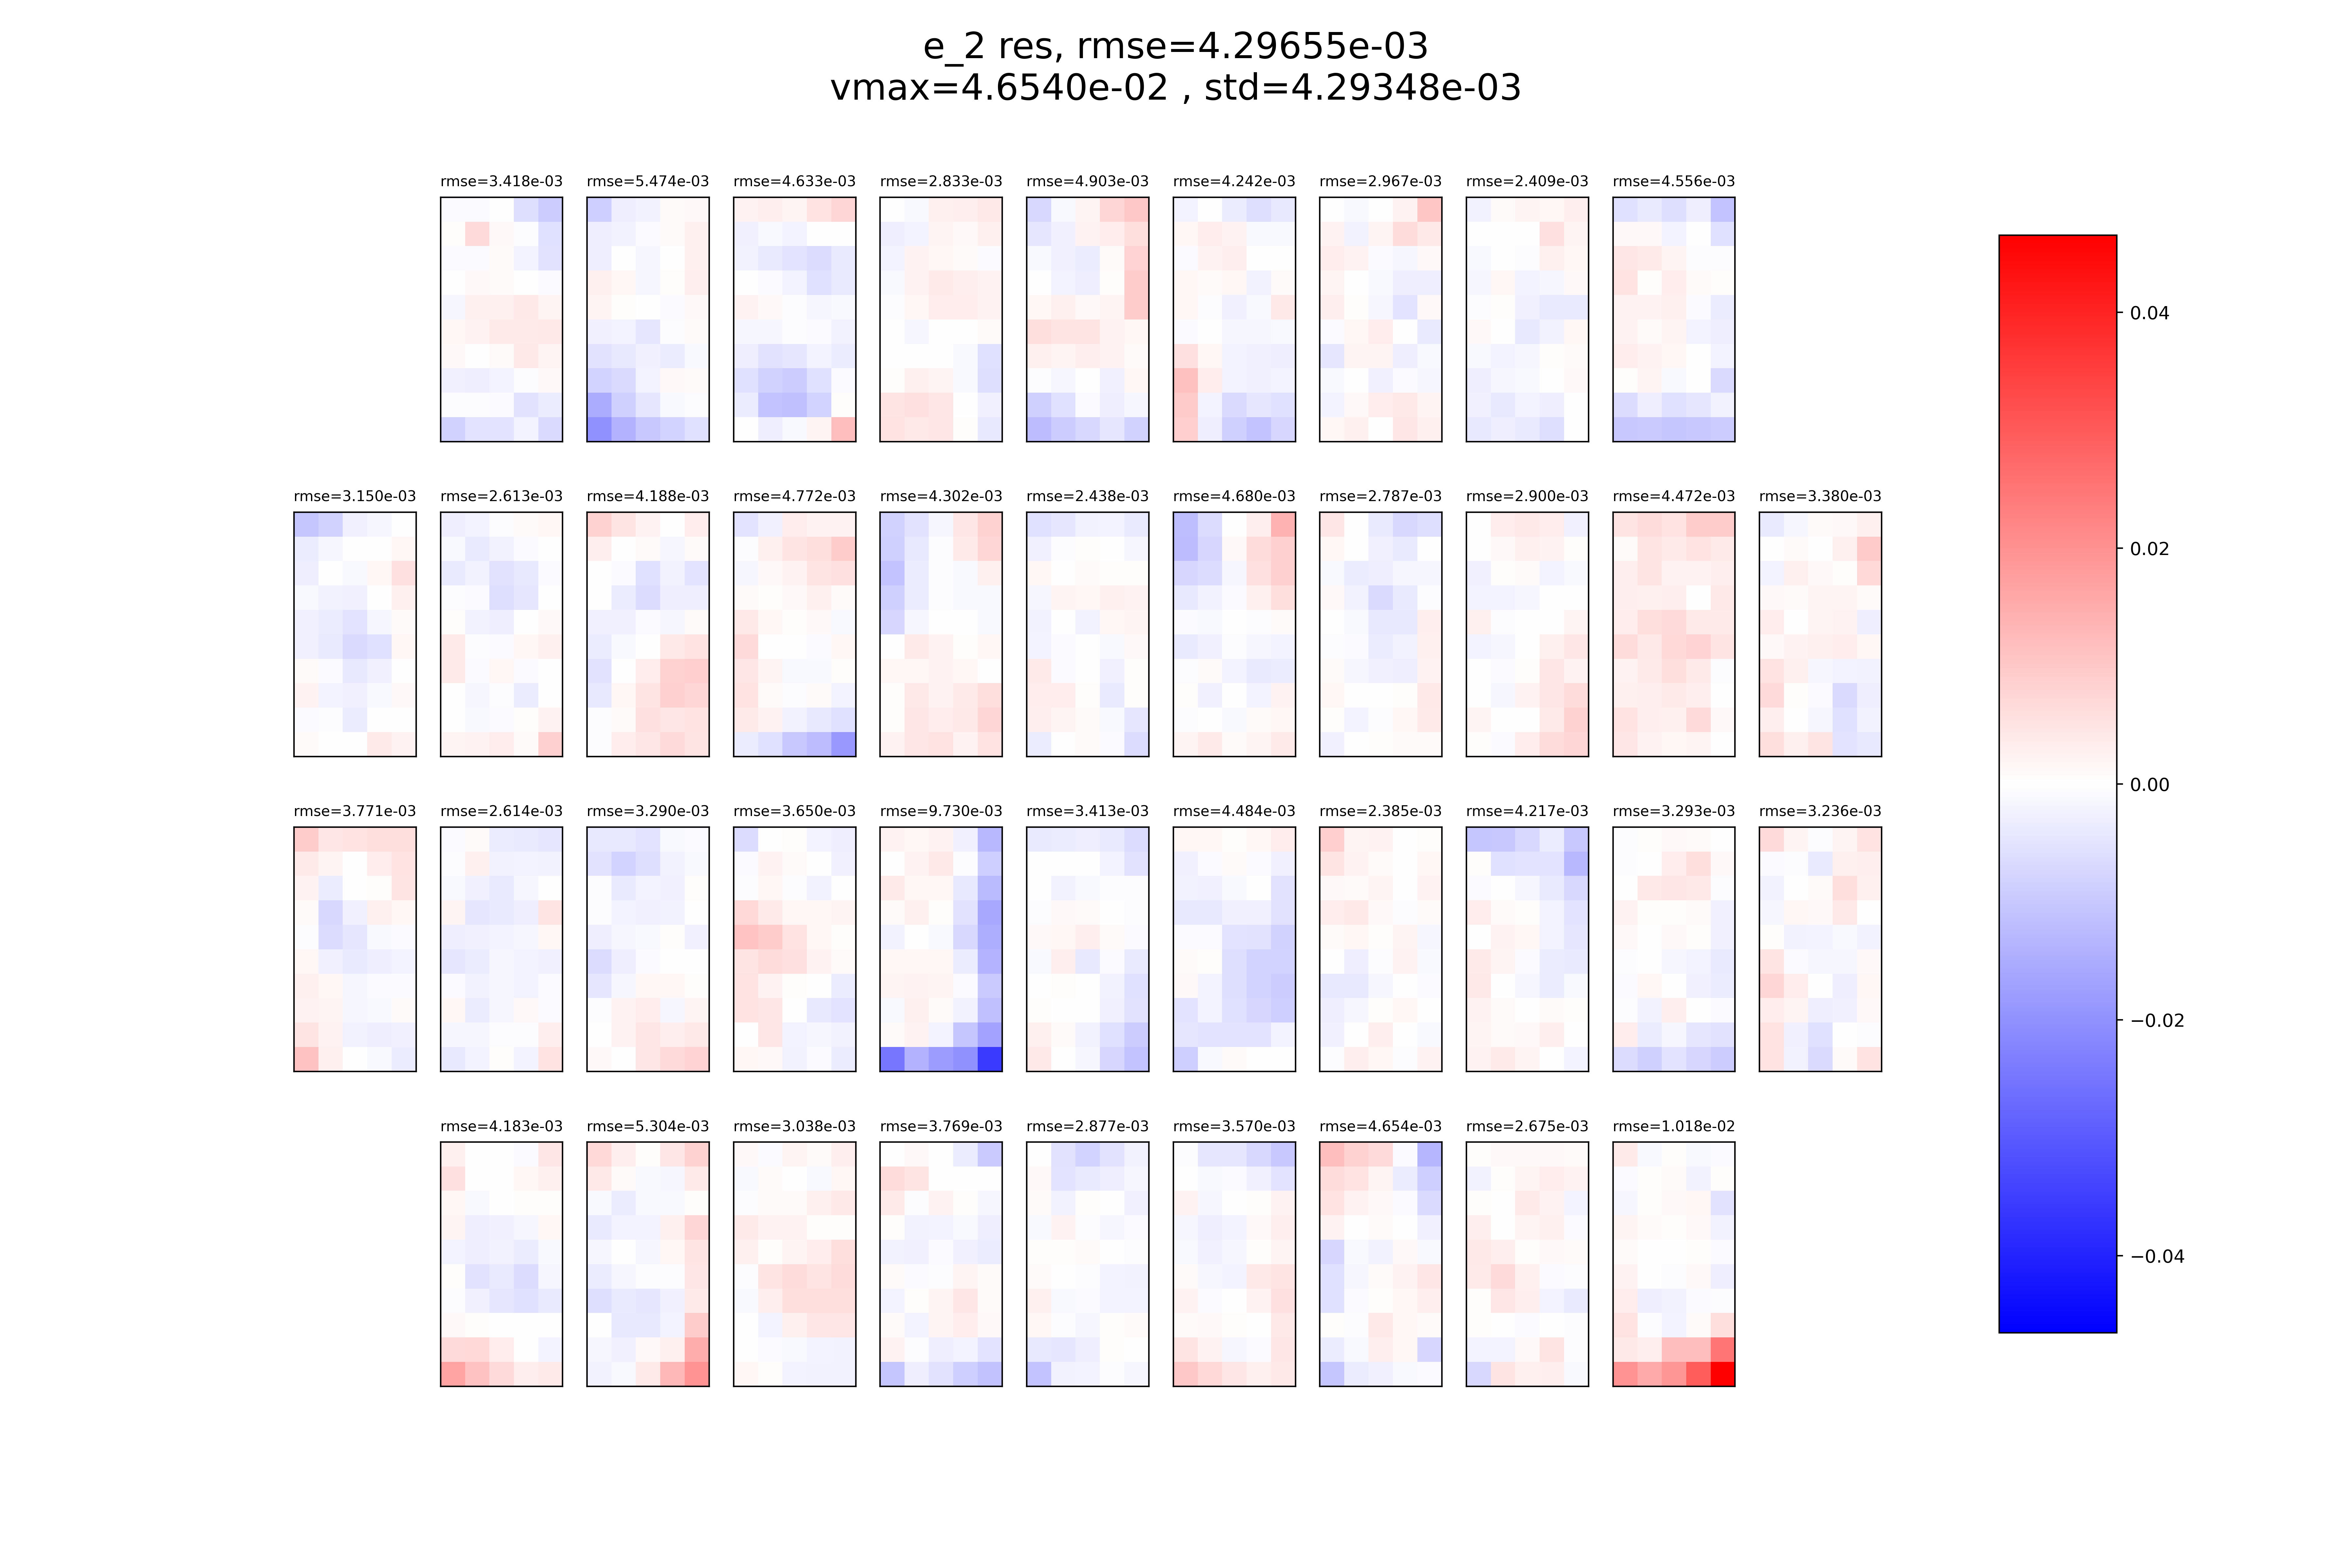 e_2 res, rmse=4.29655e-03
vmax=4.6540e-02 , std=4.29348e-03
rmse=3.418e-03 rmse=5.474e-03 rmse=4.633e-03 rmse=2.833e-03 rmse=4.903e-03 rmse=4.242e-03 rmse=2.967e-03 rmse=2.409e-03 rmse=4.556e-03
rmse=3.150e-03 rmse=2.613e-03 rmse=4.188e-03 rmse=4.772e-03 rmse=4.302e-03 rmse=2.438e-03 rmse=4.680e-03 rmse=2.787e-03 rmse=2.900e-03 rmse=4.472e-03 rmse=3.380e-03
rmse=3.771e-03 rmse=2.614e-03 rmse=3.290e-03 rmse=3.650e-03 rmse=9.730e-03 rmse=3.413e-03 rmse=4.484e-03 rmse=2.385e-03 rmse=4.217e-03 rmse=3.293e-03 rmse=3.236e-03
rmse=4.183e-03 rmse=5.304e-03 rmse=3.038e-03 rmse=3.769e-03 rmse=2.877e-03 rmse=3.570e-03 rmse=4.654e-03 rmse=2.675e-03 rmse=1.018e-02
0.04
0.02
0.00
−0.02
−0.04